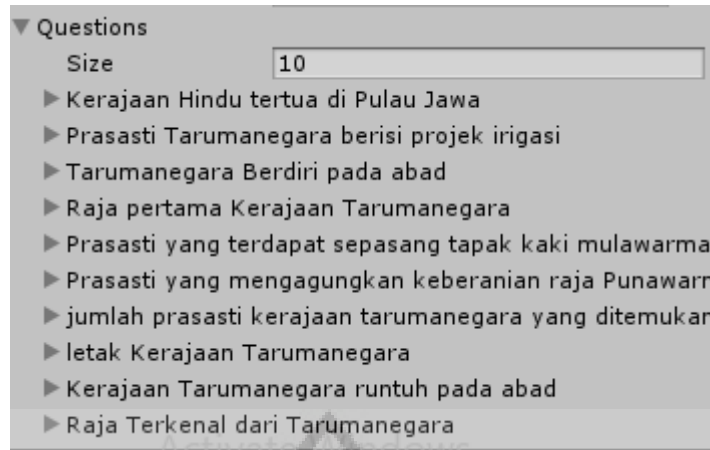 Questions
Size 10
Kerajaan Hindu tertua di Pulau Jawa
Prasasti Tarumanegara berisi projek irigasi
Tarumanegara Berdiri pada abad
Raja pertama Kerajaan Tarumanegara
Prasasti yang terdapat sepasang tapak kaki mulawarma
Prasasti yang mengagungkan keberanian raja Punawarn
jumlah prasasti kerajaan tarumanegara yang ditemukan
letak Kerajaan Tarumanegara
Kerajaan Tarumanegara runtuh pada abad
Raja Terkenal dari Tarumanegara